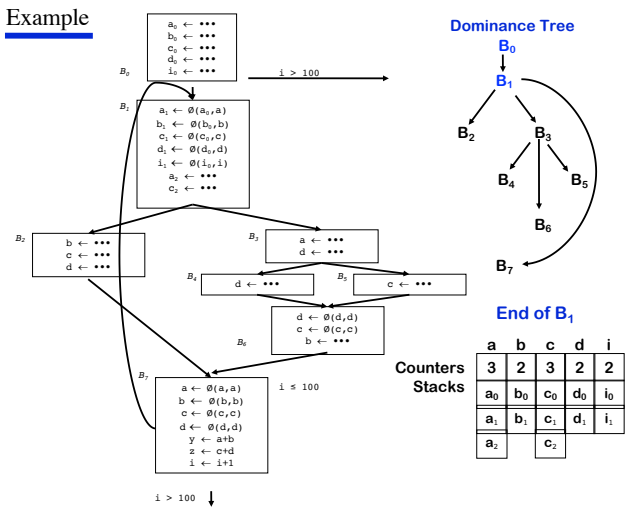 Example
a₀ ← •••
b₀ ← •••
c₀ ← •••
d₀ ← •••
i₀ ← •••
B₀
i > 100
B₁
a₁ ← Ø(a₀,a)
b₁ ← Ø(b₀,b)
c₁ ← Ø(c₀,c)
d₁ ← Ø(d₀,d)
i₁ ← Ø(i₀,i)
a₂ ← •••
c₂ ← •••
B₂
b ← •••
c ← •••
d ← •••
B₃
a ← •••
d ← •••
B₄
d ← •••
B₅
c ← •••
d ← Ø(d,d)
c ← Ø(c,c)
b ← •••
B₆
B₇
i ≤ 100
a ← Ø(a,a)
b ← Ø(b,b)
c ← Ø(c,c)
d ← Ø(d,d)
y ← a+b
z ← c+d
i ← i+1
i > 100
Dominance Tree
B₀
B₁
B₂ B₃
B₄ B₅
B₆
B₇
End of B₁
a b c d i
Counters 3 2 3 2 2
Stacks a₀ b₀ c₀ d₀ i₀
a₁ b₁ c₁ d₁ i₁
a₂ c₂